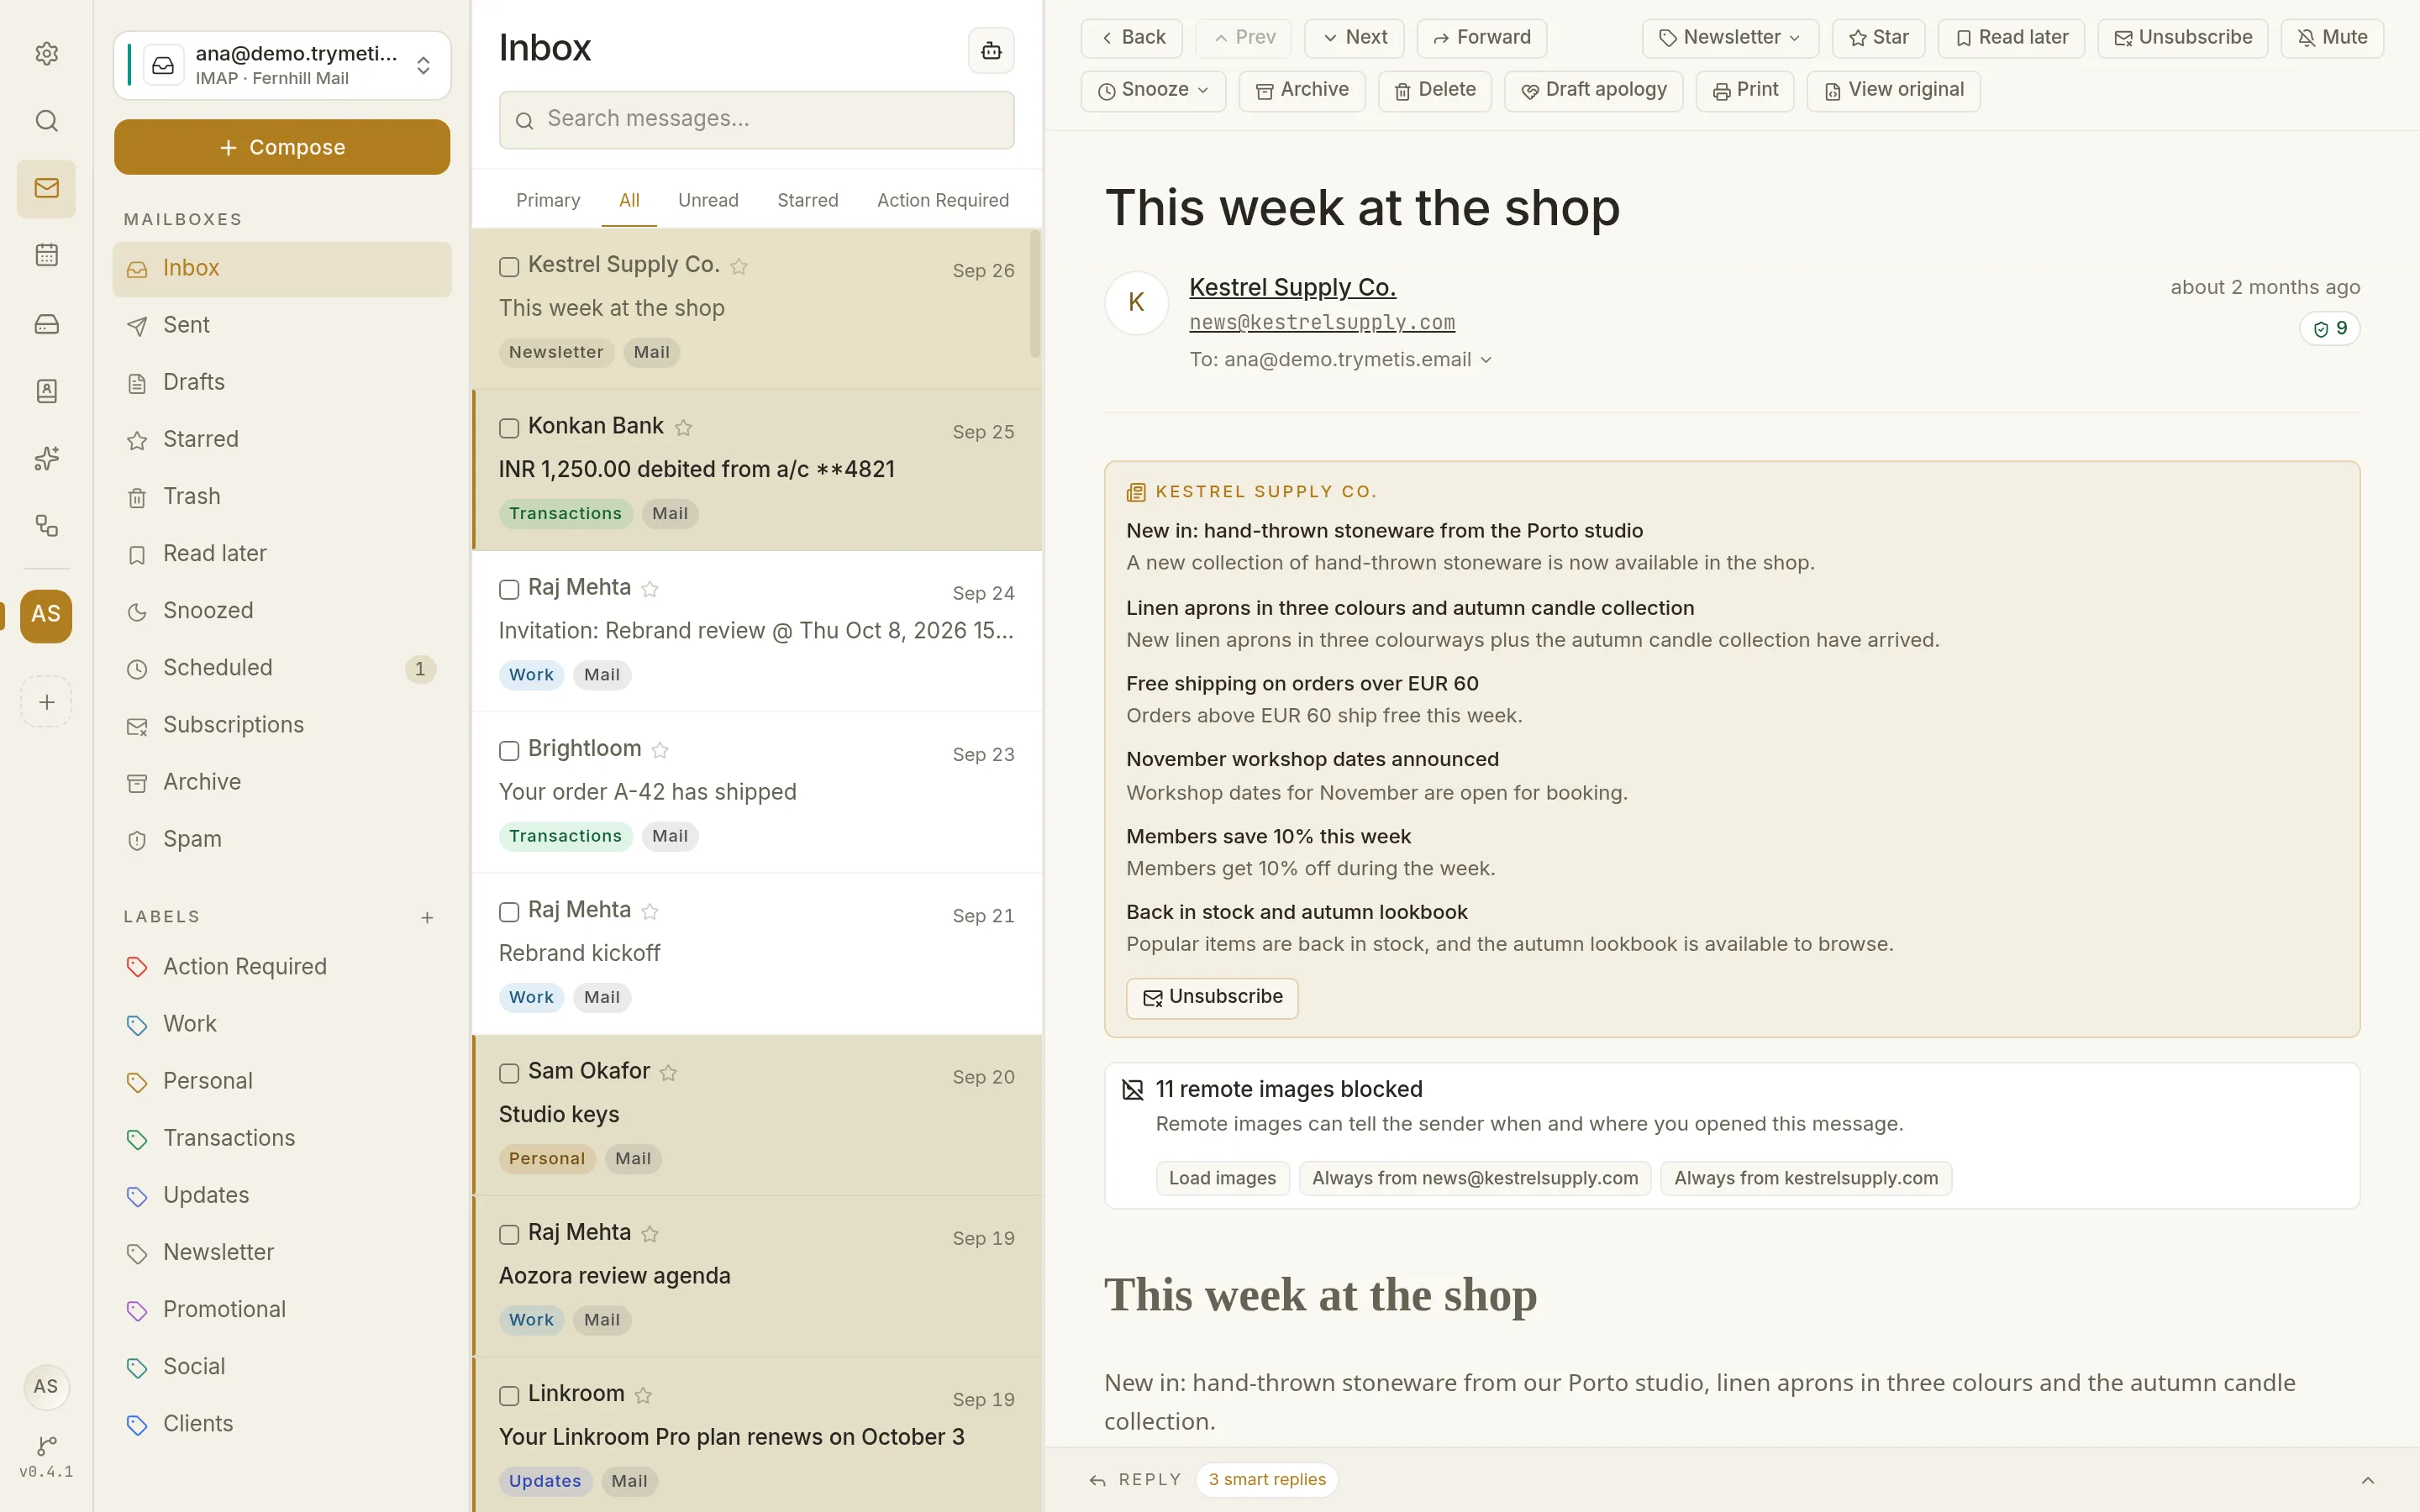 ana@demo.trymeti...
IMAP · Fernhill Mail
Compose
MAILBOXES
Inbox
Sent
Drafts
Starred
Trash
Read later
Snoozed
Scheduled 1
Subscriptions
Archive
Spam
LABELS
Action Required
Work
Personal
Transactions
Updates
Newsletter
Promotional
Social
Clients
AS
AS
v0.4.1
Inbox
Search messages...
Primary All Unread Starred Action Required
Kestrel Supply Co. Sep 26
This week at the shop
Newsletter Mail
Konkan Bank Sep 25
INR 1,250.00 debited from a/c **4821
Transactions Mail
Raj Mehta Sep 24
Invitation: Rebrand review @ Thu Oct 8, 2026 15...
Work Mail
Brightloom Sep 23
Your order A-42 has shipped
Transactions Mail
Raj Mehta Sep 21
Rebrand kickoff
Work Mail
Sam Okafor Sep 20
Studio keys
Personal Mail
Raj Mehta Sep 19
Aozora review agenda
Work Mail
Linkroom Sep 19
Your Linkroom Pro plan renews on October 3
Updates Mail
Back Prev Next Forward Newsletter Star Read later Unsubscribe Mute
Snooze Archive Delete Draft apology Print View original
This week at the shop
K
Kestrel Supply Co. about 2 months ago
news@kestrelsupply.com 9
To: ana@demo.trymetis.email
KESTREL SUPPLY CO.
New in: hand-thrown stoneware from the Porto studio
A new collection of hand-thrown stoneware is now available in the shop.
Linen aprons in three colours and autumn candle collection
New linen aprons in three colourways plus the autumn candle collection have arrived.
Free shipping on orders over EUR 60
Orders above EUR 60 ship free this week.
November workshop dates announced
Workshop dates for November are open for booking.
Members save 10% this week
Members get 10% off during the week.
Back in stock and autumn lookbook
Popular items are back in stock, and the autumn lookbook is available to browse.
Unsubscribe
11 remote images blocked
Remote images can tell the sender when and where you opened this message.
Load images Always from news@kestrelsupply.com Always from kestrelsupply.com
This week at the shop
New in: hand-thrown stoneware from our Porto studio, linen aprons in three colours and the autumn candle
collection.
REPLY 3 smart replies